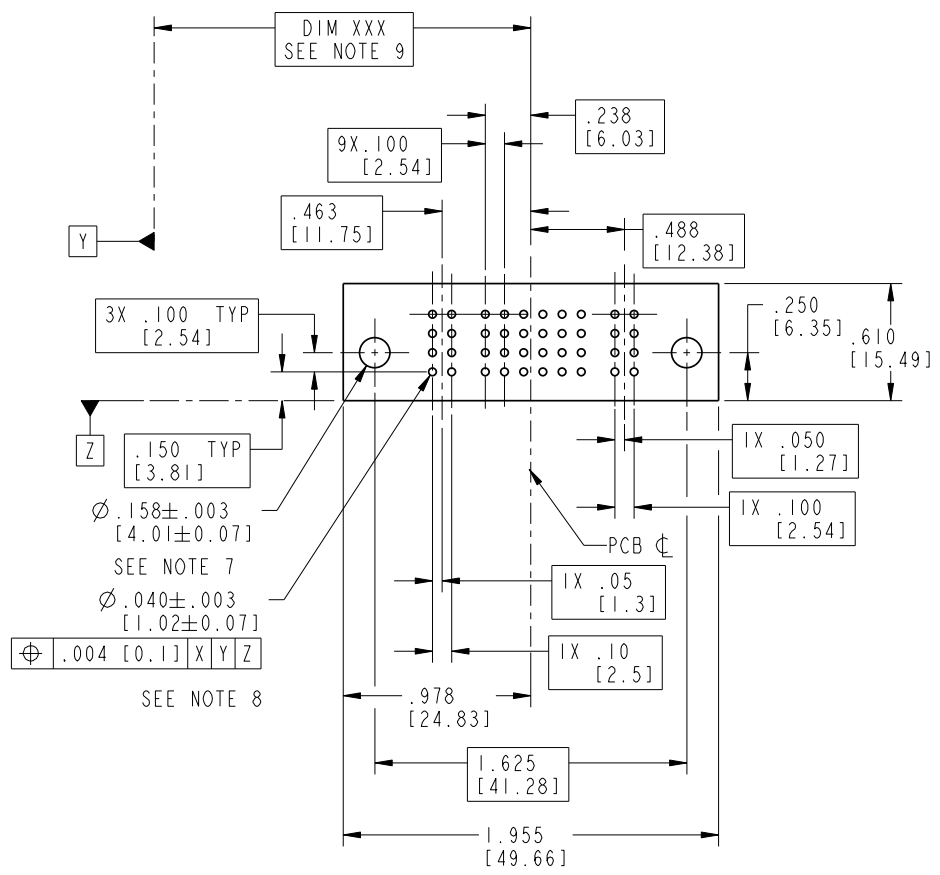 DIM XXX
SEE NOTE 9
.238
[6.03]
9X .100
[2.54]
.463
[11.75]
.488
[12.38]
Y
3X .100 TYP
[2.54]
.250
[6.35]
.610
[15.49]
Z
.150 TYP
[3.81]
1X .050
[1.27]
Ø .158±.003
[4.01±0.07]
SEE NOTE 7
1X .100
[2.54]
PCB ℄
Ø .040±.003
[1.02±0.07]
1X .05
[1.3]
⌖ .004 [0.1] X Y Z
1X .10
[2.5]
SEE NOTE 8
.978
[24.83]
1.625
[41.28]
1.955
[49.66]